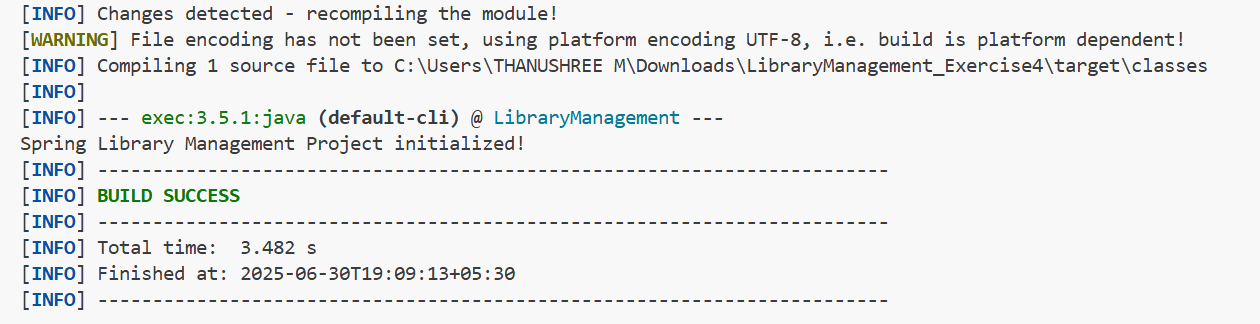 [INFO] Changes detected - recompiling the module!
[WARNING] File encoding has not been set, using platform encoding UTF-8, i.e. build is platform dependent!
[INFO] Compiling 1 source file to C:\Users\THANUSHREE M\Downloads\LibraryManagement_Exercise4\target\classes
[INFO]
[INFO] --- exec:3.5.1:java (default-cli) @ LibraryManagement ---
Spring Library Management Project initialized!
[INFO] ------------------------------------------------------------------------
[INFO] BUILD SUCCESS
[INFO] ------------------------------------------------------------------------
[INFO] Total time:  3.482 s
[INFO] Finished at: 2025-06-30T19:09:13+05:30
[INFO] ------------------------------------------------------------------------